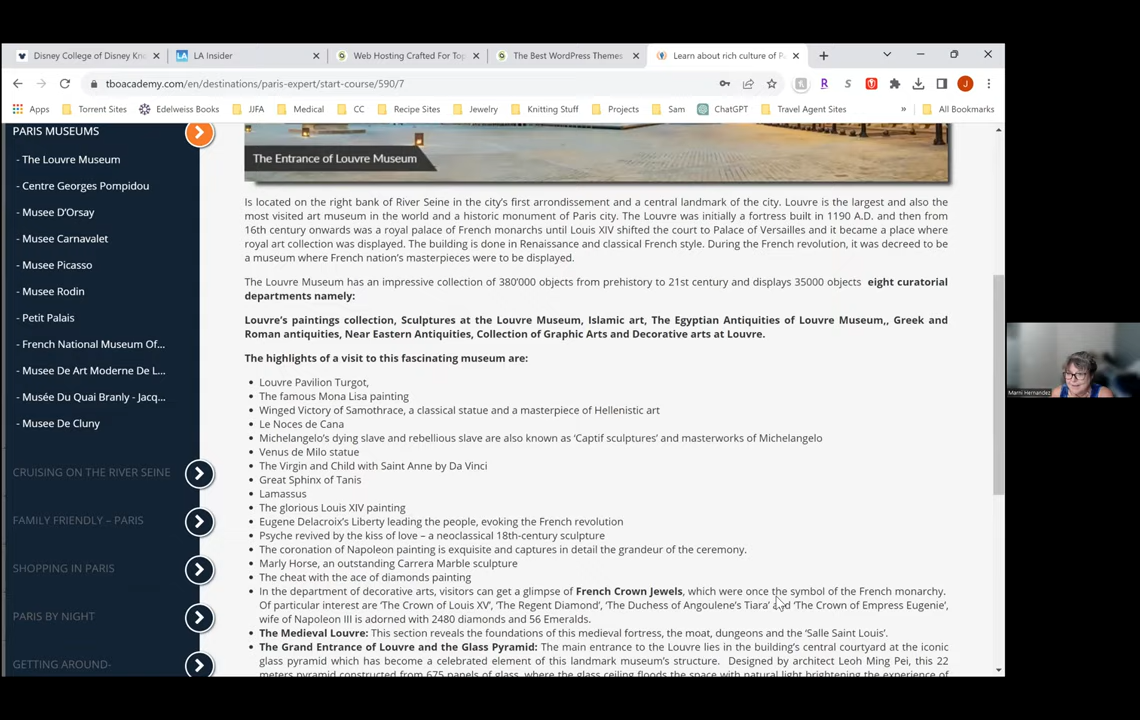 Disney College of Disney Kn
LA
LA Insider
Web Hosting Crafted For Top
The Best WordPress Themes
Learn about rich culture of P
tboacademy.com/en/destinations/paris-expert/start-course/590/7
R
S
J
Apps
Torrent Sites
Edelweiss Books
JJFA
Medical
CC
Recipe Sites
Jewelry
Knitting Stuff
Projects
Sam
ChatGPT
Travel Agent Sites
»
All Bookmarks
PARIS MUSEUMS
- The Louvre Museum
- Centre Georges Pompidou
- Musee D'Orsay
- Musee Carnavalet
- Musee Picasso
- Musee Rodin
- Petit Palais
- French National Museum Of...
- Musee De Art Moderne De L...
- Musée Du Quai Branly - Jacq...
- Musee De Cluny
CRUISING ON THE RIVER SEINE
FAMILY FRIENDLY – PARIS
SHOPPING IN PARIS
PARIS BY NIGHT
GETTING AROUND-
The Entrance of Louvre Museum
Is located on the right bank of River Seine in the city's first arrondissement and a central landmark of the city. Louvre is the largest and also the
most visited art museum in the world and a historic monument of Paris city. The Louvre was initially a fortress built in 1190 A.D. and then from
16th century onwards was a royal palace of French monarchs until Louis XIV shifted the court to Palace of Versailles and it became a place where
royal art collection was displayed. The building is done in Renaissance and classical French style. During the French revolution, it was decreed to be
a museum where French nation's masterpieces were to be displayed.
The Louvre Museum has an impressive collection of 380'000 objects from prehistory to 21st century and displays 35000 objects eight curatorial
departments namely:
Louvre's paintings collection, Sculptures at the Louvre Museum, Islamic art, The Egyptian Antiquities of Louvre Museum,, Greek and
Roman antiquities, Near Eastern Antiquities, Collection of Graphic Arts and Decorative arts at Louvre.
The highlights of a visit to this fascinating museum are:
• Louvre Pavilion Turgot,
• The famous Mona Lisa painting
• Winged Victory of Samothrace, a classical statue and a masterpiece of Hellenistic art
• Le Noces de Cana
• Michelangelo's dying slave and rebellious slave are also known as 'Captif sculptures' and masterworks of Michelangelo
• Venus de Milo statue
• The Virgin and Child with Saint Anne by Da Vinci
• Great Sphinx of Tanis
• Lamassus
• The glorious Louis XIV painting
• Eugene Delacroix's Liberty leading the people, evoking the French revolution
• Psyche revived by the kiss of love – a neoclassical 18th-century sculpture
• The coronation of Napoleon painting is exquisite and captures in detail the grandeur of the ceremony.
• Marly Horse, an outstanding Carrera Marble sculpture
• The cheat with the ace of diamonds painting
• In the department of decorative arts, visitors can get a glimpse of French Crown Jewels, which were once the symbol of the French monarchy.
Of particular interest are 'The Crown of Louis XV', 'The Regent Diamond', 'The Duchess of Angoulene's Tiara' and 'The Crown of Empress Eugenie',
wife of Napoleon III is adorned with 2480 diamonds and 56 Emeralds.
• The Medieval Louvre: This section reveals the foundations of this medieval fortress, the moat, dungeons and the 'Salle Saint Louis'.
• The Grand Entrance of Louvre and the Glass Pyramid: The main entrance to the Louvre lies in the building's central courtyard at the iconic
glass pyramid which has become a celebrated element of this landmark museum's structure. Designed by architect Leoh Ming Pei, this 22
meters pyramid constructed from 675 panels of glass, where the glass ceiling floods the space with natural light brightening the experience of
Marni Hernandez